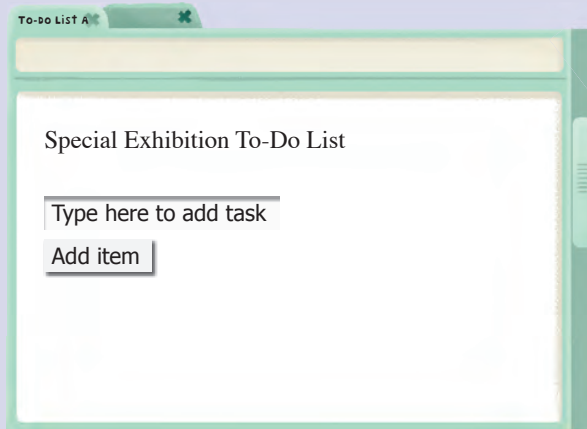 To-Do List A
Special Exhibition To-Do List
Type here to add task
Add item